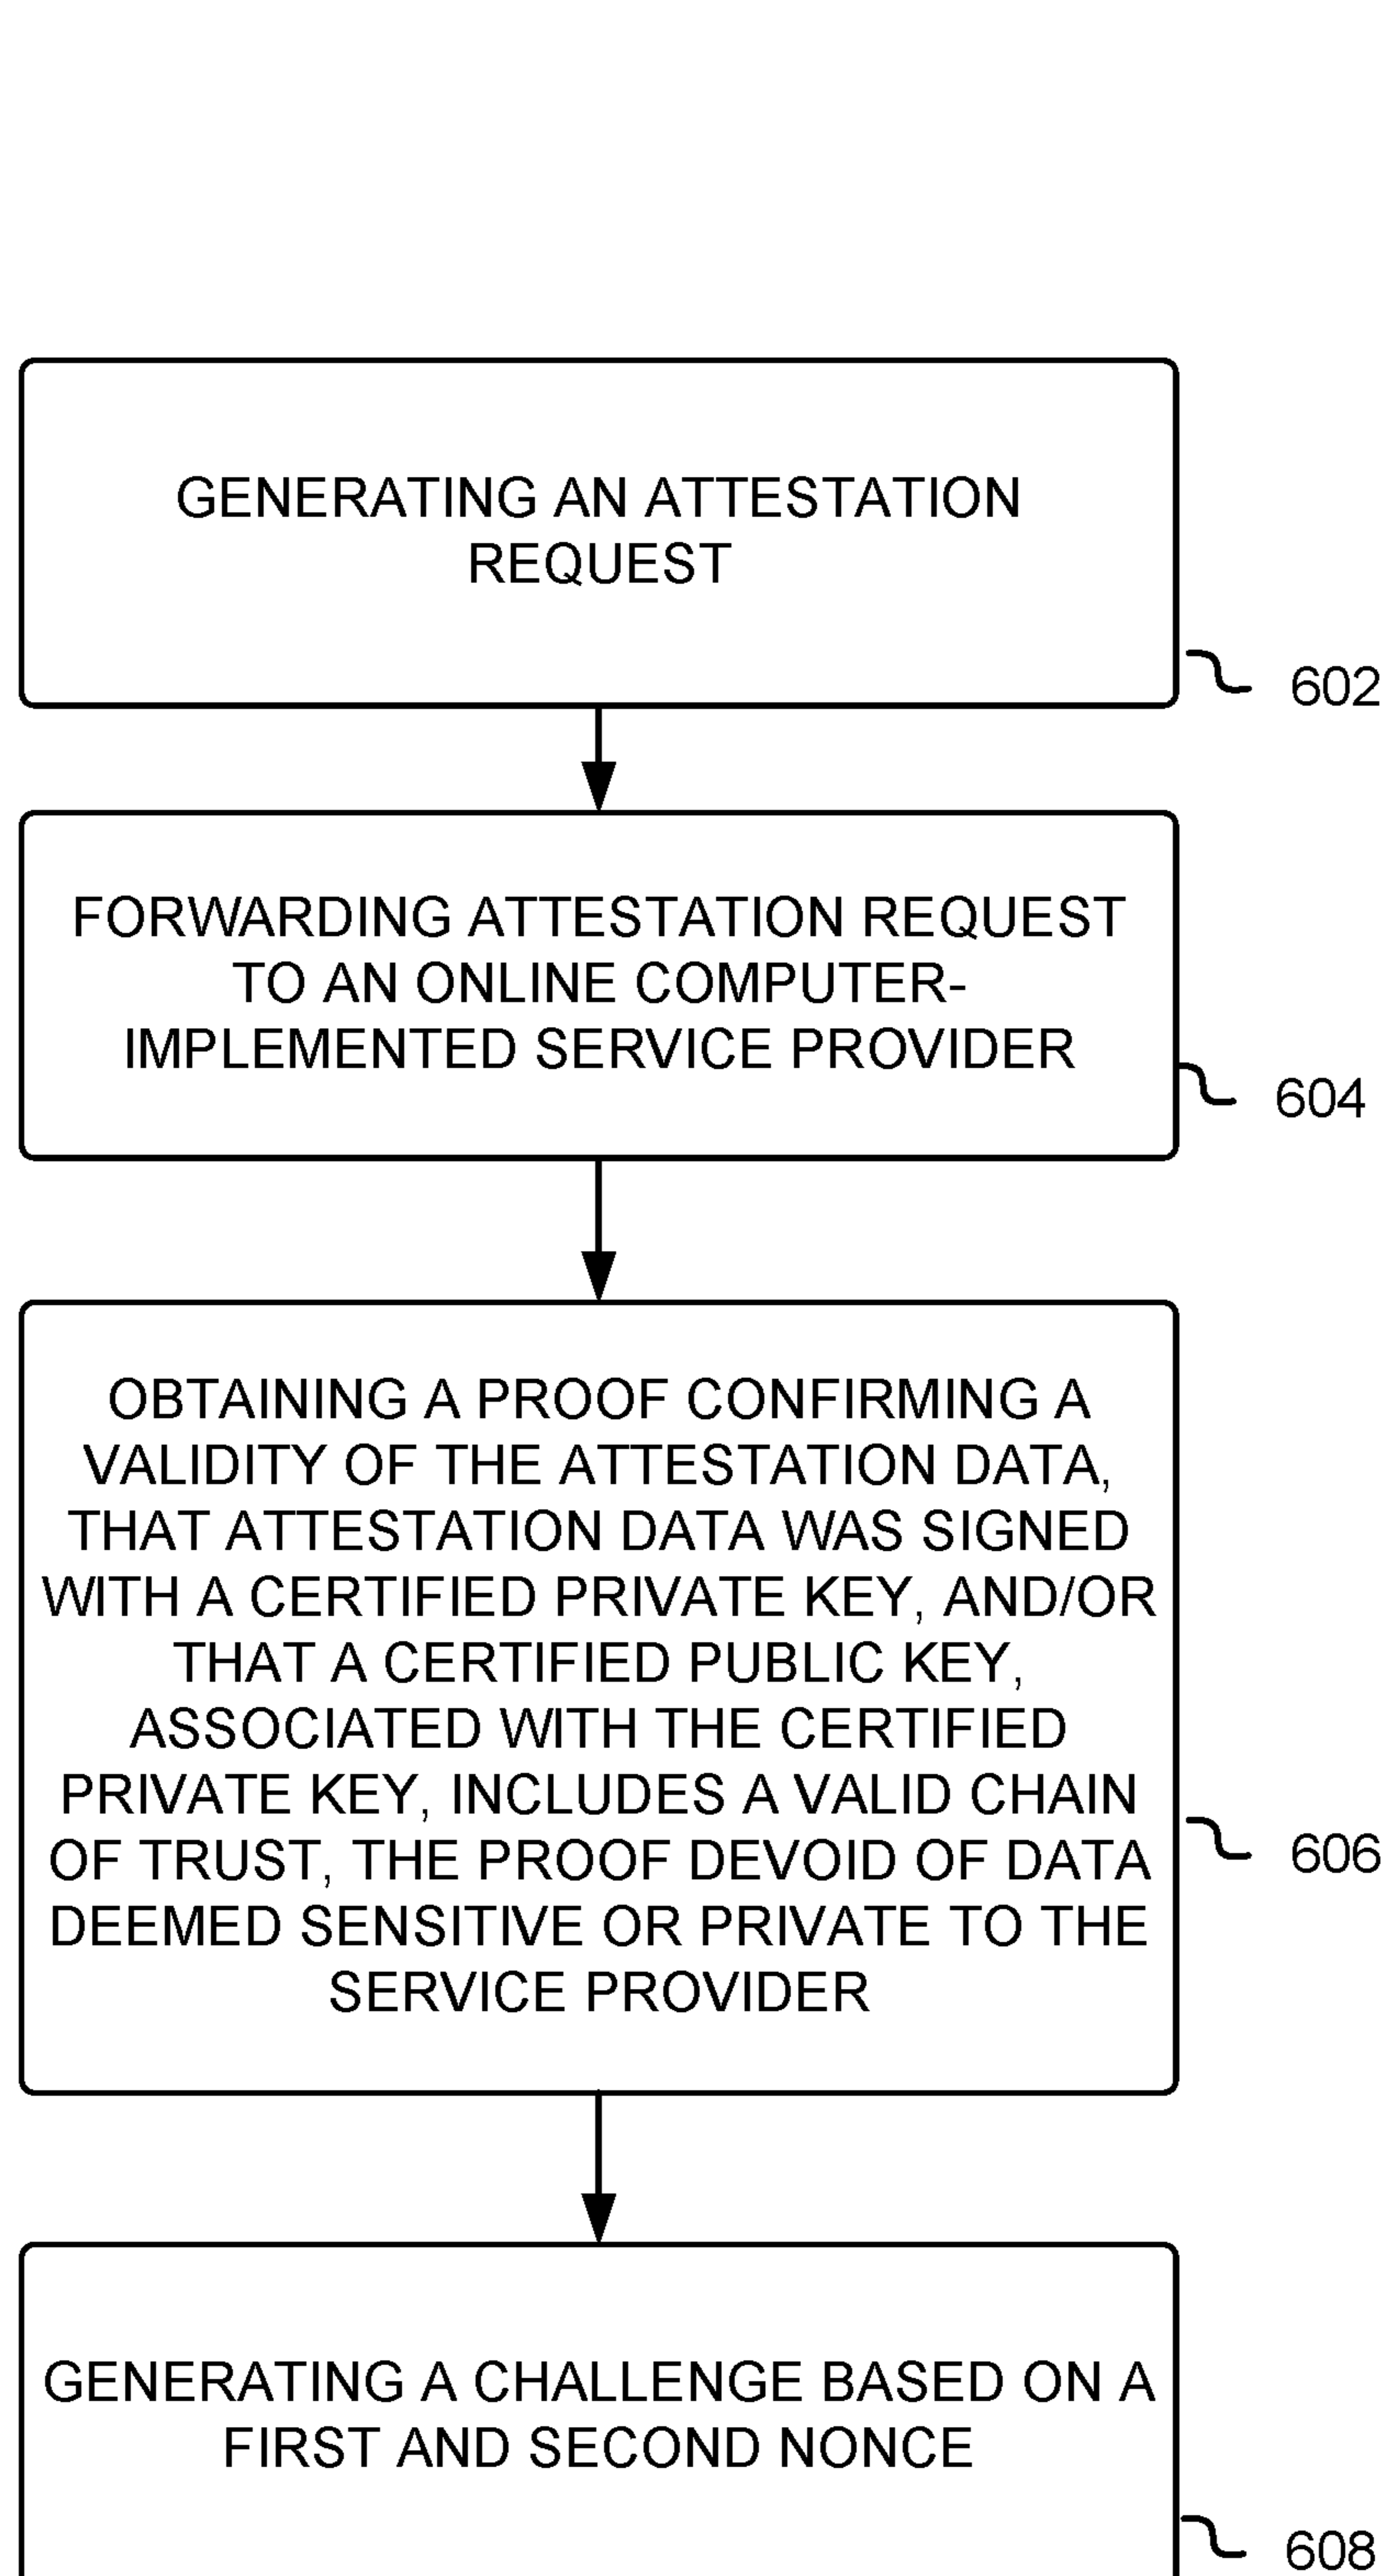 GENERATING AN ATTESTATION
REQUEST
602
FORWARDING ATTESTATION REQUEST
TO AN ONLINE COMPUTER-
IMPLEMENTED SERVICE PROVIDER
604
OBTAINING A PROOF CONFIRMING A
VALIDITY OF THE ATTESTATION DATA,
THAT ATTESTATION DATA WAS SIGNED
WITH A CERTIFIED PRIVATE KEY, AND/OR
THAT A CERTIFIED PUBLIC KEY,
ASSOCIATED WITH THE CERTIFIED
PRIVATE KEY, INCLUDES A VALID CHAIN
OF TRUST, THE PROOF DEVOID OF DATA
DEEMED SENSITIVE OR PRIVATE TO THE
SERVICE PROVIDER
606
GENERATING A CHALLENGE BASED ON A
FIRST AND SECOND NONCE
608